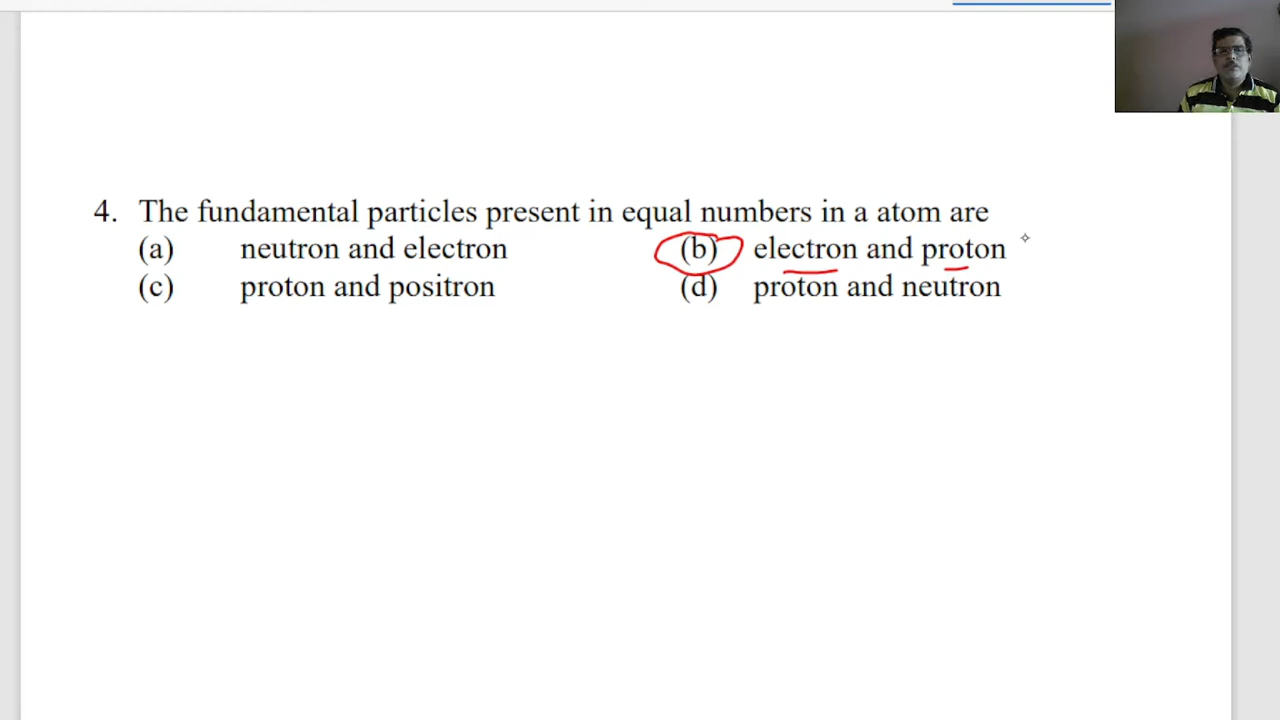 4. The fundamental particles present in equal numbers in a atom are
(a) neutron and electron (b) electron and proton
(c) proton and positron (d) proton and neutron